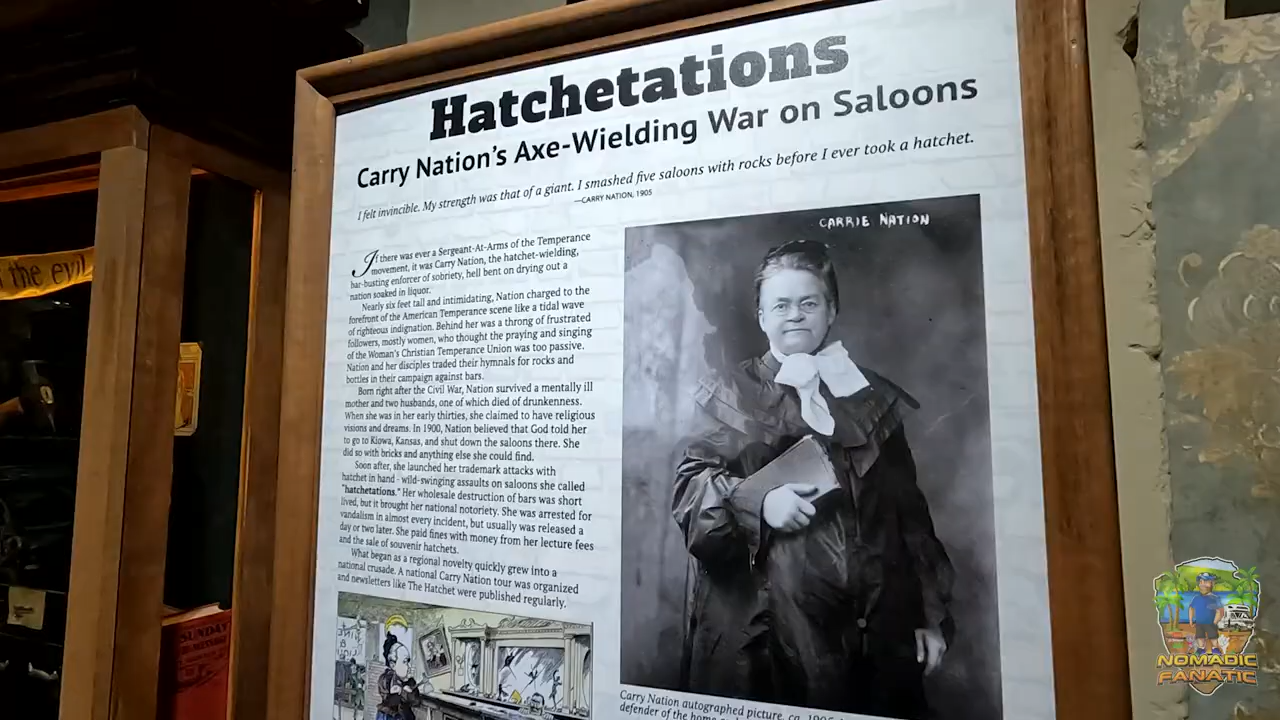 Hatchetations
Carry Nation's Axe-Wielding War on Saloons
I felt invincible. My strength was that of a giant. I smashed five saloons with rocks before I ever took a hatchet.
—CARRY NATION, 1905
If there was ever a Sergeant-At-Arms of the Temperance
movement, it was Carry Nation, the hatchet-wielding,
bar-busting enforcer of sobriety, hell bent on drying out a
nation soaked in liquor.
Nearly six feet tall and intimidating, Nation charged to the
forefront of the American Temperance scene like a tidal wave
of righteous indignation. Behind her was a throng of frustrated
followers, mostly women, who thought the praying and singing
of the Woman's Christian Temperance Union was too passive.
Nation and her disciples traded their hymnals for rocks and
bottles in their campaign against bars.
Born right after the Civil War, Nation survived a mentally ill
mother and two husbands, one of which died of drunkenness.
When she was in her early thirties, she claimed to have religious
visions and dreams. In 1900, Nation believed that God told her
to go to Kiowa, Kansas, and shut down the saloons there. She
did so with bricks and anything else she could find.
Soon after, she launched her trademark attacks with
hatchet in hand - wild-swinging assaults on saloons she called
"hatchetations." Her wholesale destruction of bars was short
lived, but it brought her national notoriety. She was arrested for
vandalism in almost every incident, but usually was released a
day or two later. She paid fines with money from her lecture fees
and the sale of souvenir hatchets.
What began as a regional novelty quickly grew into a
national crusade. A national Carry Nation tour was organized
and newsletters like The Hatchet were published regularly.
CARRIE NATION
Carry Nation autographed picture, ca.
defender of the home
the evil
SUNDAY
MESSAGE
NOMADIC
FANATIC